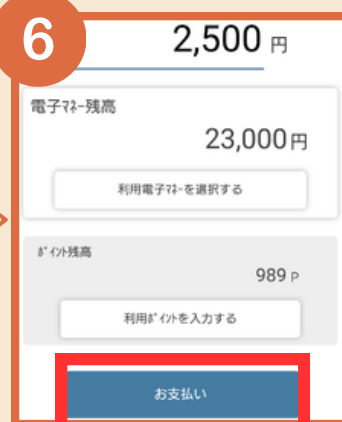 6
2,500 円
電子ﾏﾈｰ残高
23,000円
利用電子ﾏﾈｰを選択する
ﾎﾟｲﾝﾄ残高
989 P
利用ﾎﾟｲﾝﾄを入力する
お支払い